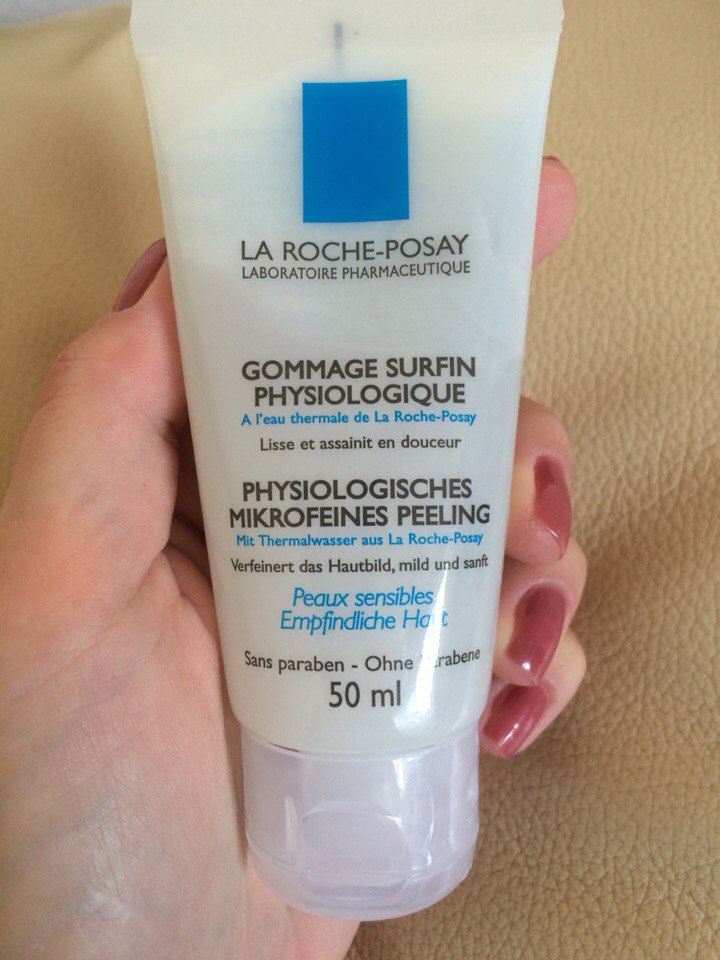 LA ROCHE-POSAY
LABORATOIRE PHARMACEUTIQUE
GOMMAGE SURFIN
PHYSIOLOGIQUE
A l'eau thermale de La Roche-Posay
Lisse et assainit en douceur
PHYSIOLOGISCHES
MIKROFEINES PEELING
Mit Thermalwasser aus La Roche-Posay
Verfeinert das Hautbild, mild und sanft
Peaux sensibles
Empfindliche Haut
Sans paraben - Ohne Parabene
50 ml